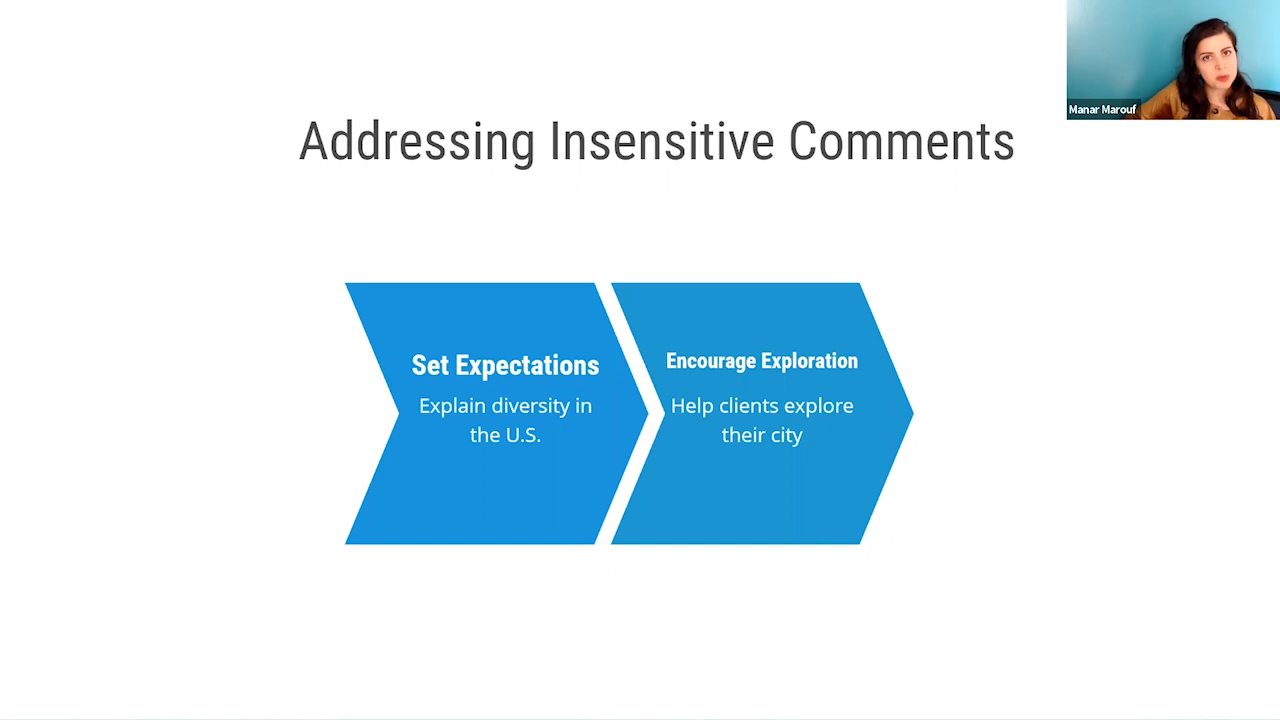 Manar Marouf
Addressing Insensitive Comments
Set Expectations
Explain diversity in
the U.S.
Encourage Exploration
Help clients explore
their city